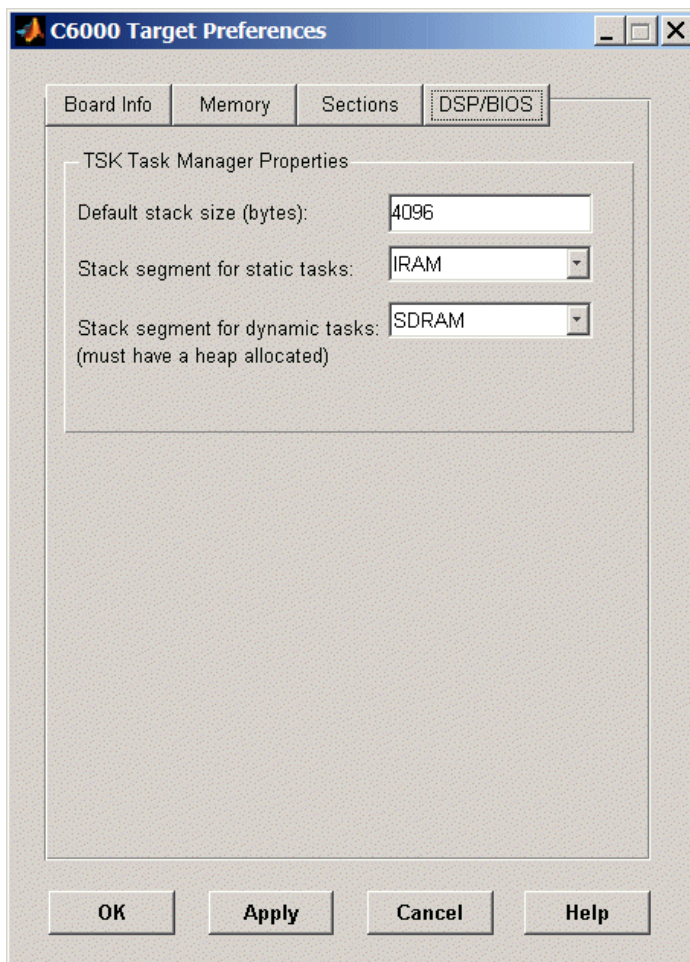 C6000 Target Preferences
Board Info Memory Sections DSP/BIOS
TSK Task Manager Properties
Default stack size (bytes): 4096
Stack segment for static tasks: IRAM
Stack segment for dynamic tasks: SDRAM
(must have a heap allocated)
OK Apply Cancel Help